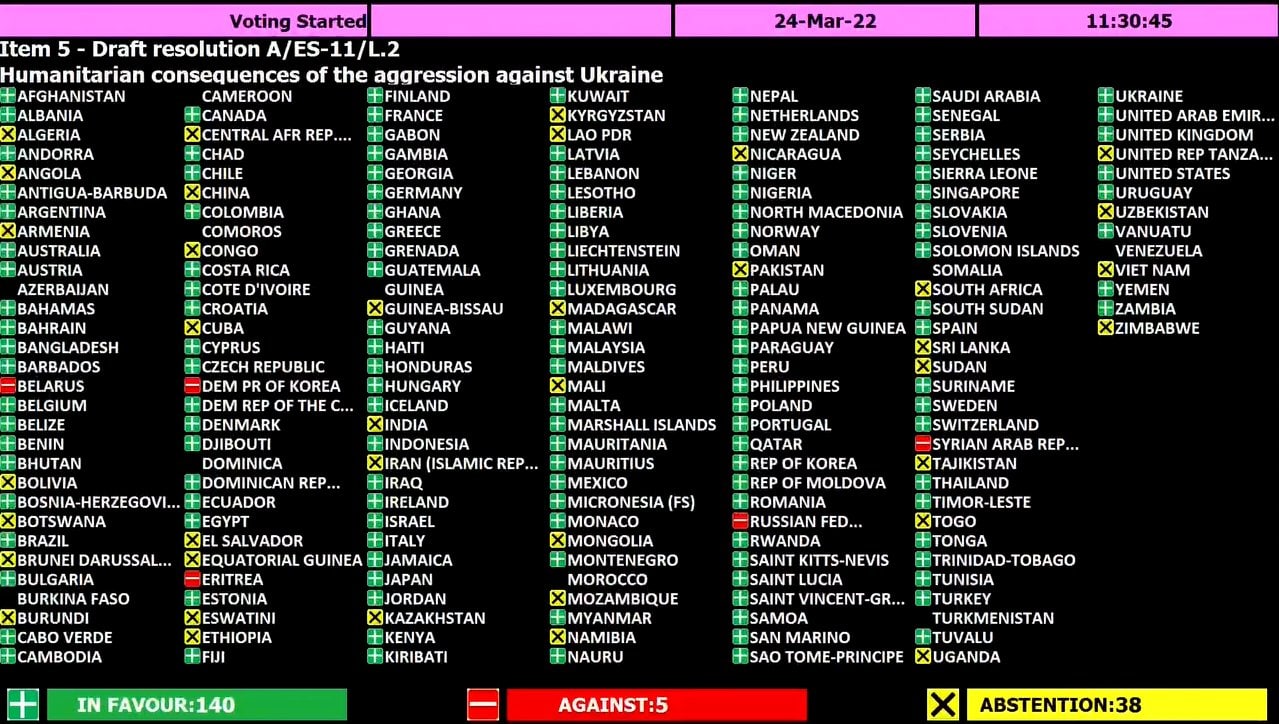 Voting Started
24-Mar-22
11:30:45
Item 5 - Draft resolution A/ES-11/L.2
Humanitarian consequences of the aggression against Ukraine
AFGHANISTAN
ALBANIA
ALGERIA
ANDORRA
ANGOLA
ANTIGUA-BARBUDA
ARGENTINA
ARMENIA
AUSTRALIA
AUSTRIA
AZERBAIJAN
BAHAMAS
BAHRAIN
BANGLADESH
BARBADOS
BELARUS
BELGIUM
BELIZE
BENIN
BHUTAN
BOLIVIA
BOSNIA-HERZEGOVI...
BOTSWANA
BRAZIL
BRUNEI DARUSSAL...
BULGARIA
BURKINA FASO
BURUNDI
CABO VERDE
CAMBODIA
CAMEROON
CANADA
CENTRAL AFR REP....
CHAD
CHILE
CHINA
COLOMBIA
COMOROS
CONGO
COSTA RICA
COTE D'IVOIRE
CROATIA
CUBA
CYPRUS
CZECH REPUBLIC
DEM PR OF KOREA
DEM REP OF THE C...
DENMARK
DJIBOUTI
DOMINICA
DOMINICAN REP...
ECUADOR
EGYPT
EL SALVADOR
EQUATORIAL GUINEA
ERITREA
ESTONIA
ESWATINI
ETHIOPIA
FIJI
FINLAND
FRANCE
GABON
GAMBIA
GEORGIA
GERMANY
GHANA
GREECE
GRENADA
GUATEMALA
GUINEA
GUINEA-BISSAU
GUYANA
HAITI
HONDURAS
HUNGARY
ICELAND
INDIA
INDONESIA
IRAN (ISLAMIC REP...
IRAQ
IRELAND
ISRAEL
ITALY
JAMAICA
JAPAN
JORDAN
KAZAKHSTAN
KENYA
KIRIBATI
KUWAIT
KYRGYZSTAN
LAO PDR
LATVIA
LEBANON
LESOTHO
LIBERIA
LIBYA
LIECHTENSTEIN
LITHUANIA
LUXEMBOURG
MADAGASCAR
MALAWI
MALAYSIA
MALDIVES
MALI
MALTA
MARSHALL ISLANDS
MAURITANIA
MAURITIUS
MEXICO
MICRONESIA (FS)
MONACO
MONGOLIA
MONTENEGRO
MOROCCO
MOZAMBIQUE
MYANMAR
NAMIBIA
NAURU
NEPAL
NETHERLANDS
NEW ZEALAND
NICARAGUA
NIGER
NIGERIA
NORTH MACEDONIA
NORWAY
OMAN
PAKISTAN
PALAU
PANAMA
PAPUA NEW GUINEA
PARAGUAY
PERU
PHILIPPINES
POLAND
PORTUGAL
QATAR
REP OF KOREA
REP OF MOLDOVA
ROMANIA
RUSSIAN FED...
RWANDA
SAINT KITTS-NEVIS
SAINT LUCIA
SAINT VINCENT-GR...
SAMOA
SAN MARINO
SAO TOME-PRINCIPE
SAUDI ARABIA
SENEGAL
SERBIA
SEYCHELLES
SIERRA LEONE
SINGAPORE
SLOVAKIA
SLOVENIA
SOLOMON ISLANDS
SOMALIA
SOUTH AFRICA
SOUTH SUDAN
SPAIN
SRI LANKA
SUDAN
SURINAME
SWEDEN
SWITZERLAND
SYRIAN ARAB REP...
TAJIKISTAN
THAILAND
TIMOR-LESTE
TOGO
TONGA
TRINIDAD-TOBAGO
TUNISIA
TURKEY
TURKMENISTAN
TUVALU
UGANDA
UKRAINE
UNITED ARAB EMIR...
UNITED KINGDOM
UNITED REP TANZA...
UNITED STATES
URUGUAY
UZBEKISTAN
VANUATU
VENEZUELA
VIET NAM
YEMEN
ZAMBIA
ZIMBABWE
IN FAVOUR:140
AGAINST:5
ABSTENTION:38